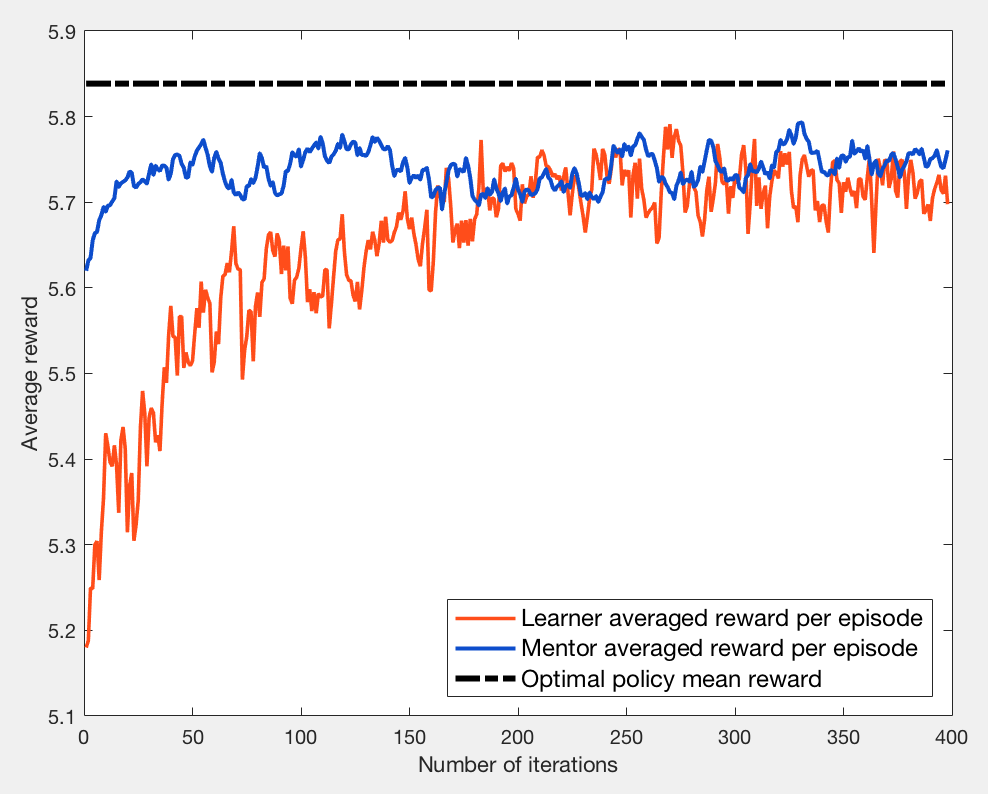 5.9
5.8
5.7
5.6
5.5
5.4
5.3
5.2
5.1
Average reward
Learner averaged reward per episode
Mentor averaged reward per episode
Optimal policy mean reward
0 50 100 150 200 250 300 350 400
Number of iterations